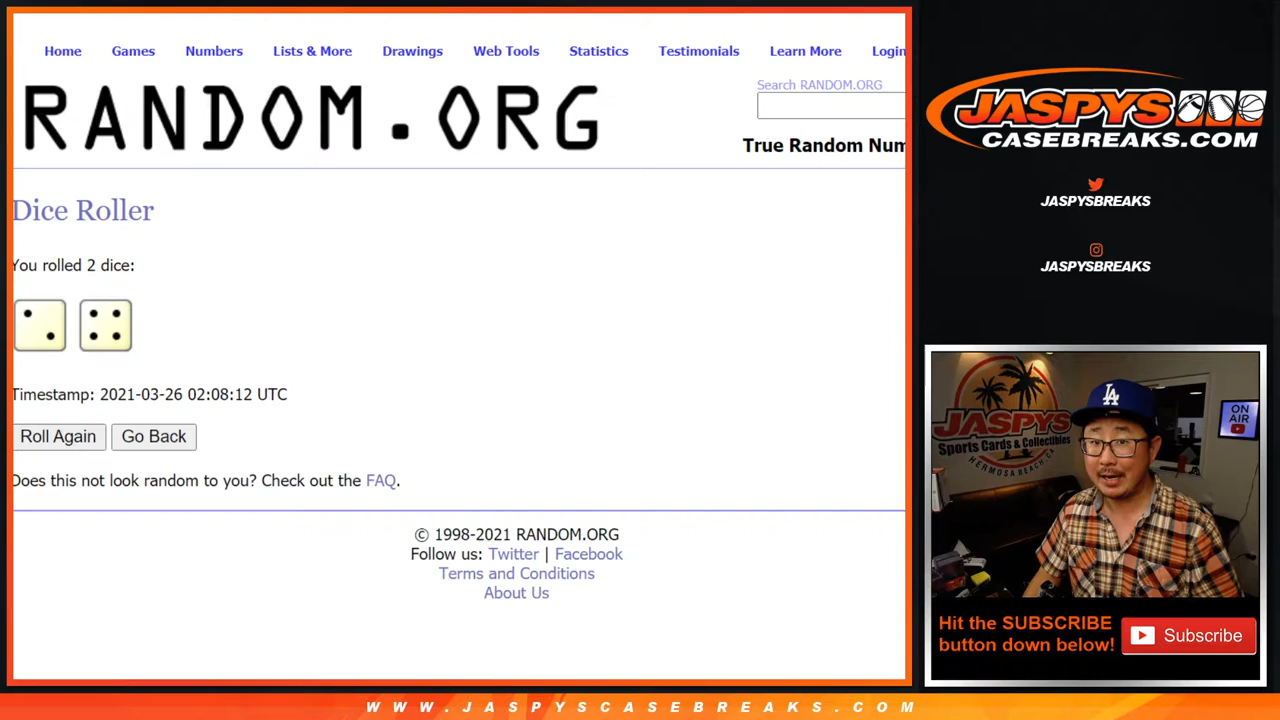 Home Games Numbers Lists & More Drawings Web Tools Statistics Testimonials Learn More Login
RANDOM.ORG
Search RANDOM.ORG
True Random Num
Dice Roller
You rolled 2 dice:
Timestamp: 2021-03-26 02:08:12 UTC
Roll Again Go Back
Does this not look random to you? Check out the FAQ.
© 1998-2021 RANDOM.ORG
Follow us: Twitter | Facebook
Terms and Conditions
About Us
JASPYS
CASEBREAKS.COM
JASPYSBREAKS
JASPYSBREAKS
JASPYS
Sports Cards & Collectibles
HERMOSA BEACH, CA
LA
ON
AIR
Hit the SUBSCRIBE
button down below!
Subscribe
WWW.JASPYSCASEBREAKS.COM